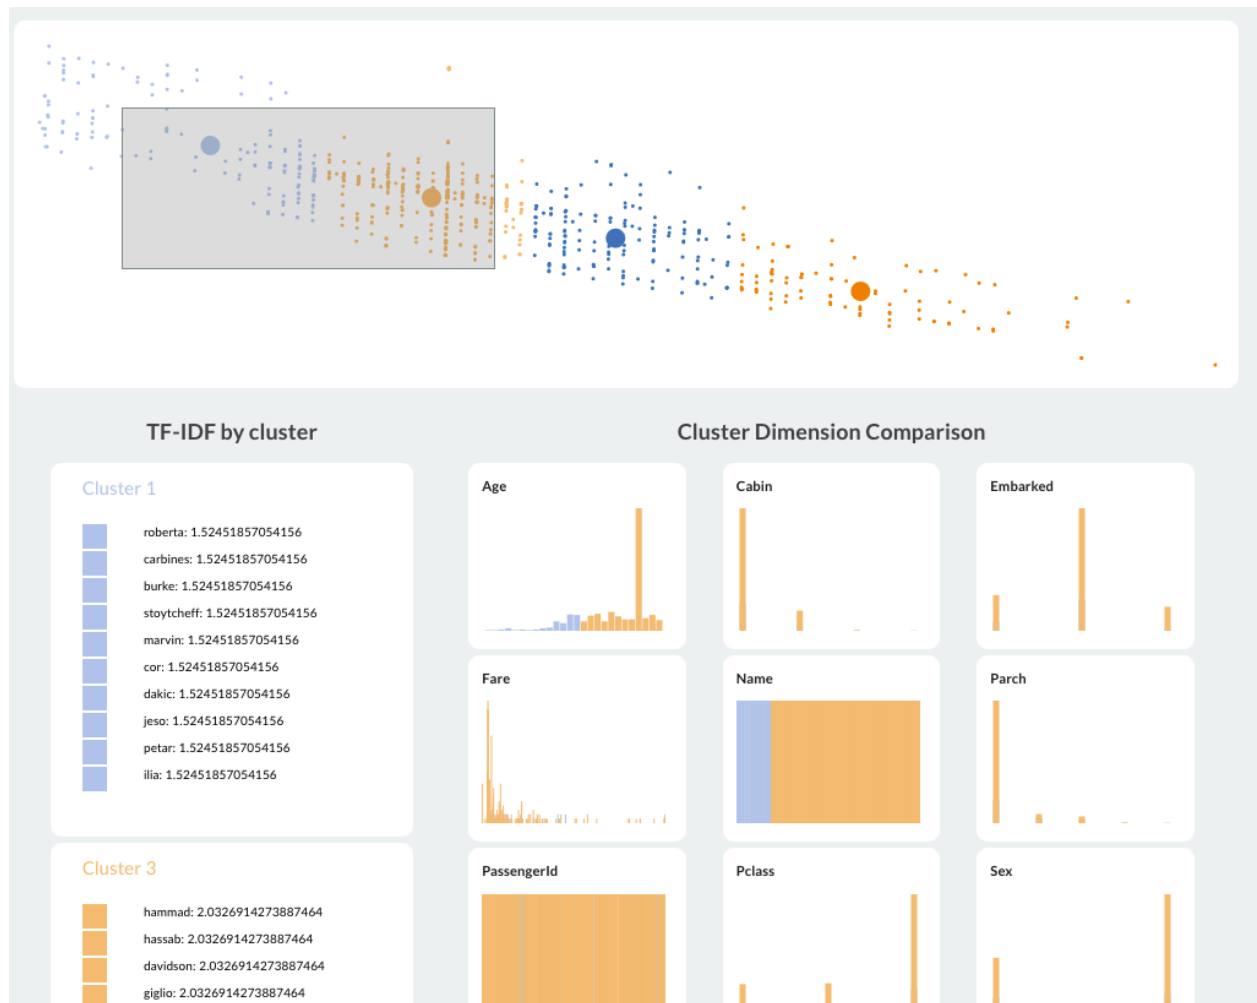 TF-IDF by cluster
Cluster Dimension Comparison
Cluster 1
roberta: 1.52451857054156
carbines: 1.52451857054156
burke: 1.52451857054156
stoytcheff: 1.52451857054156
marvin: 1.52451857054156
cor: 1.52451857054156
dakic: 1.52451857054156
jeso: 1.52451857054156
petar: 1.52451857054156
ilia: 1.52451857054156
Cluster 3
hammad: 2.0326914273887464
hassab: 2.0326914273887464
davidson: 2.0326914273887464
giglio: 2.0326914273887464
Age
Cabin
Embarked
Fare
Name
Parch
PassengerId
Pclass
Sex